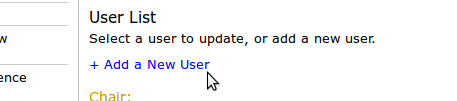 User List
Select a user to update, or add a new user.
+ Add a New User
Chair: